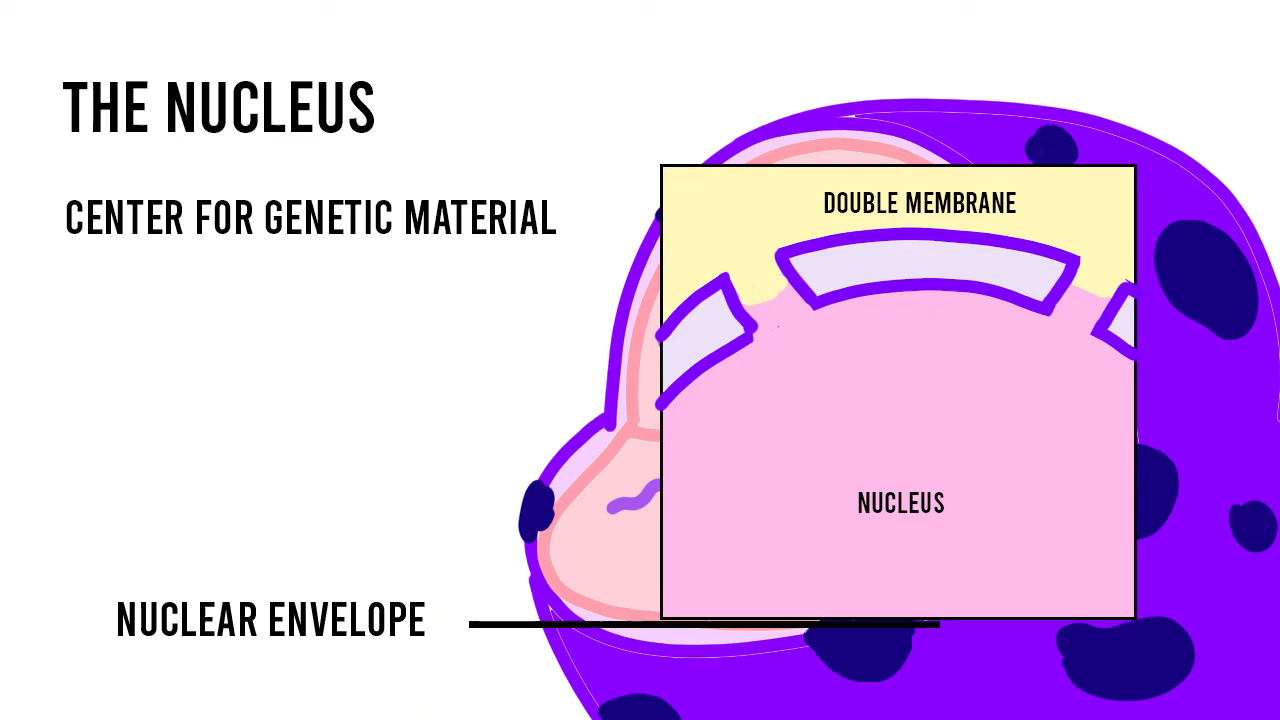 THE NUCLEUS
CENTER FOR GENETIC MATERIAL
DOUBLE MEMBRANE
NUCLEUS
NUCLEAR ENVELOPE